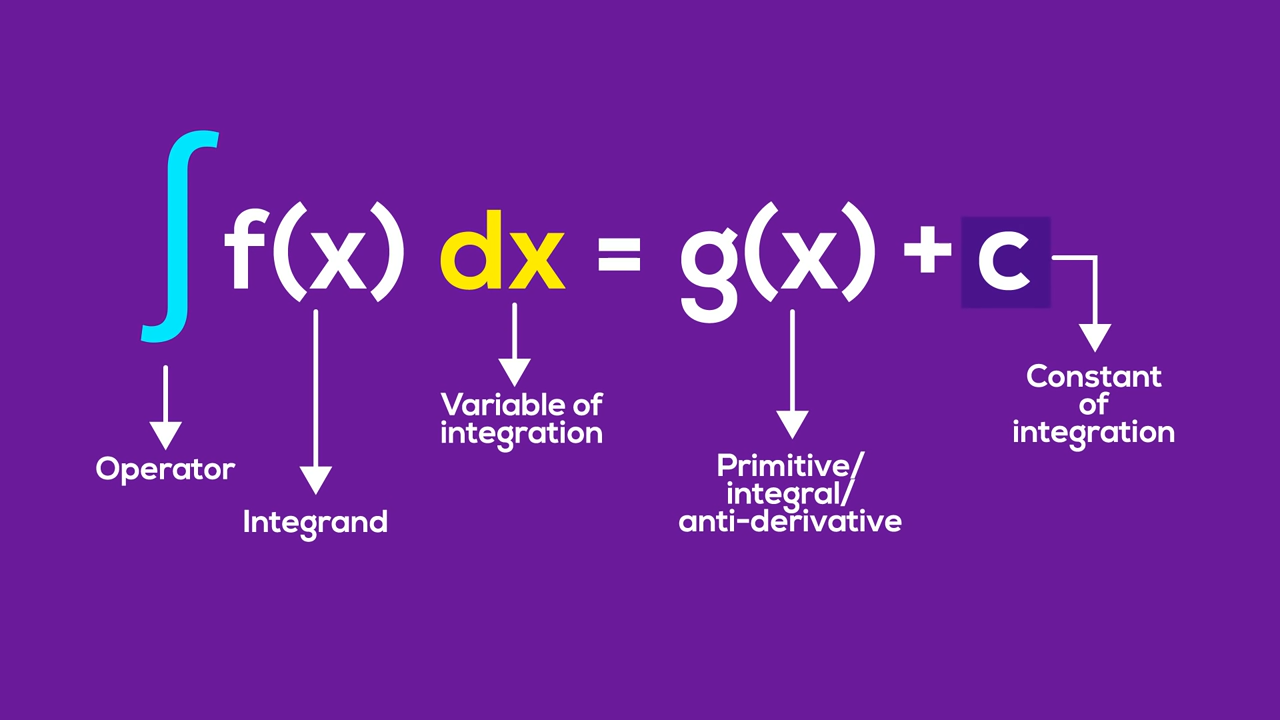 ∫ f(x) dx = g(x) + c
Operator
Integrand
Variable of
integration
Primitive/
integral/
anti-derivative
Constant
of
integration